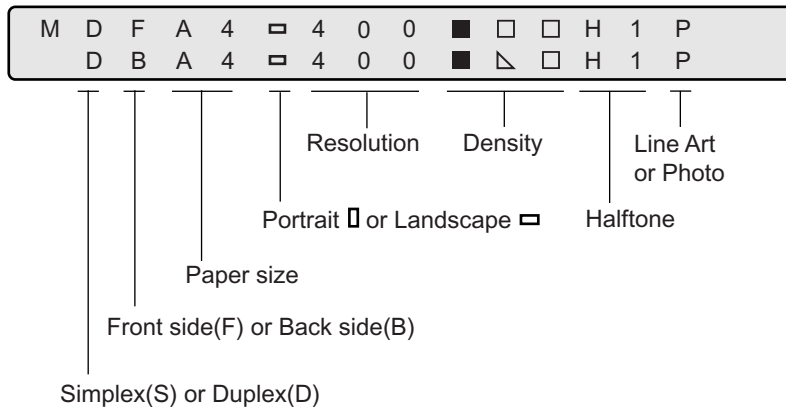 M D F A 4 ▭ 4 0 0 ■ □ □ H 1 P
D B A 4 ▭ 4 0 0 ■ ◺ □ H 1 P
Resolution Density Line Art
or Photo
Portrait ▯ or Landscape ▭ Halftone
Paper size
Front side(F) or Back side(B)
Simplex(S) or Duplex(D)